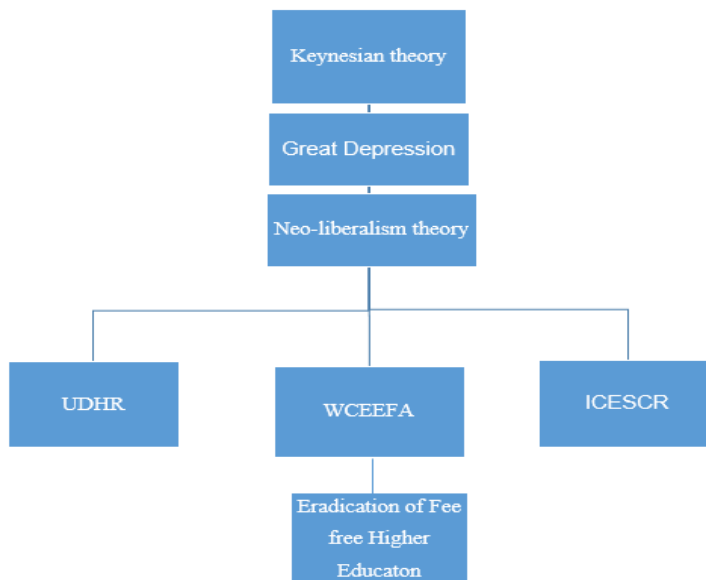 Keynesian theory
Great Depression
Neo-liberalism theory
UDHR
WCEEFA
ICESCR
Eradication of Fee
free Higher
Educaton